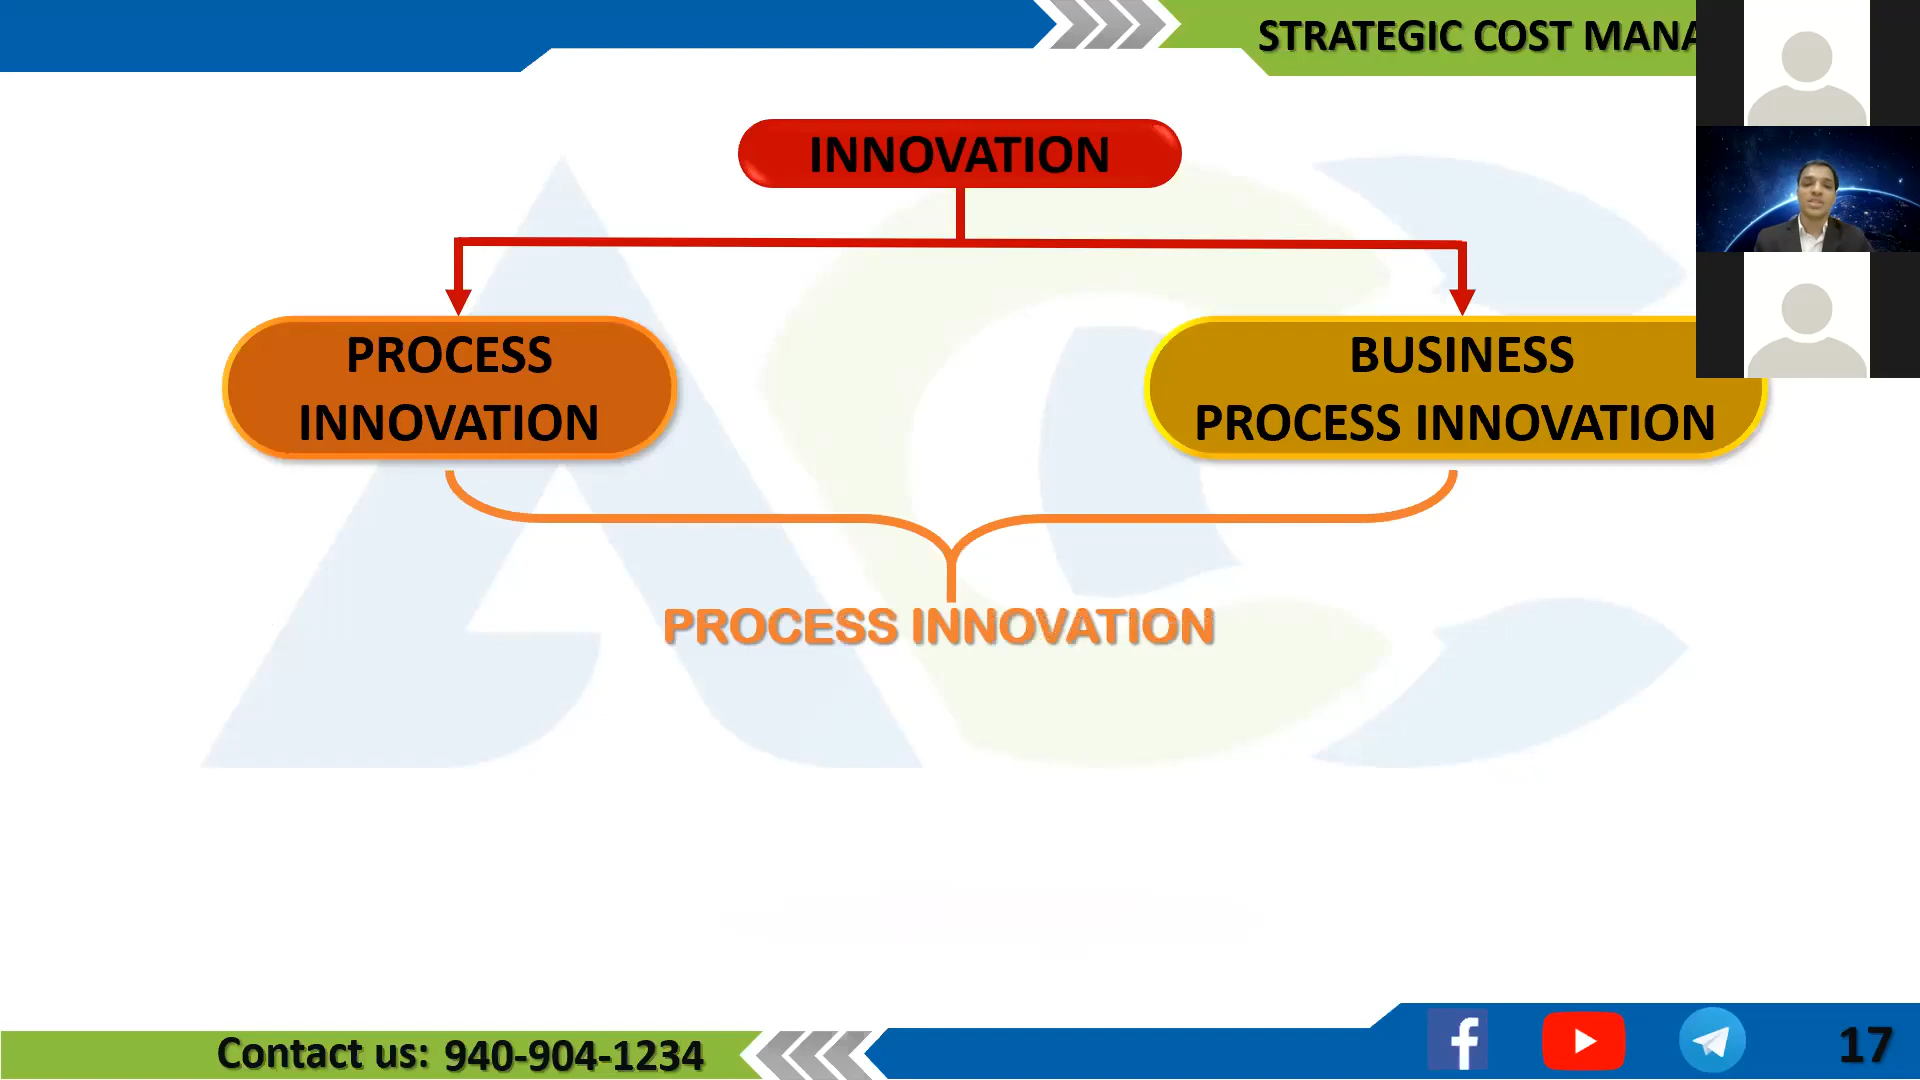 STRATEGIC COST MANA
INNOVATION
PROCESS
INNOVATION
BUSINESS
PROCESS INNOVATION
PROCESS INNOVATION
Contact us: 940-904-1234
17